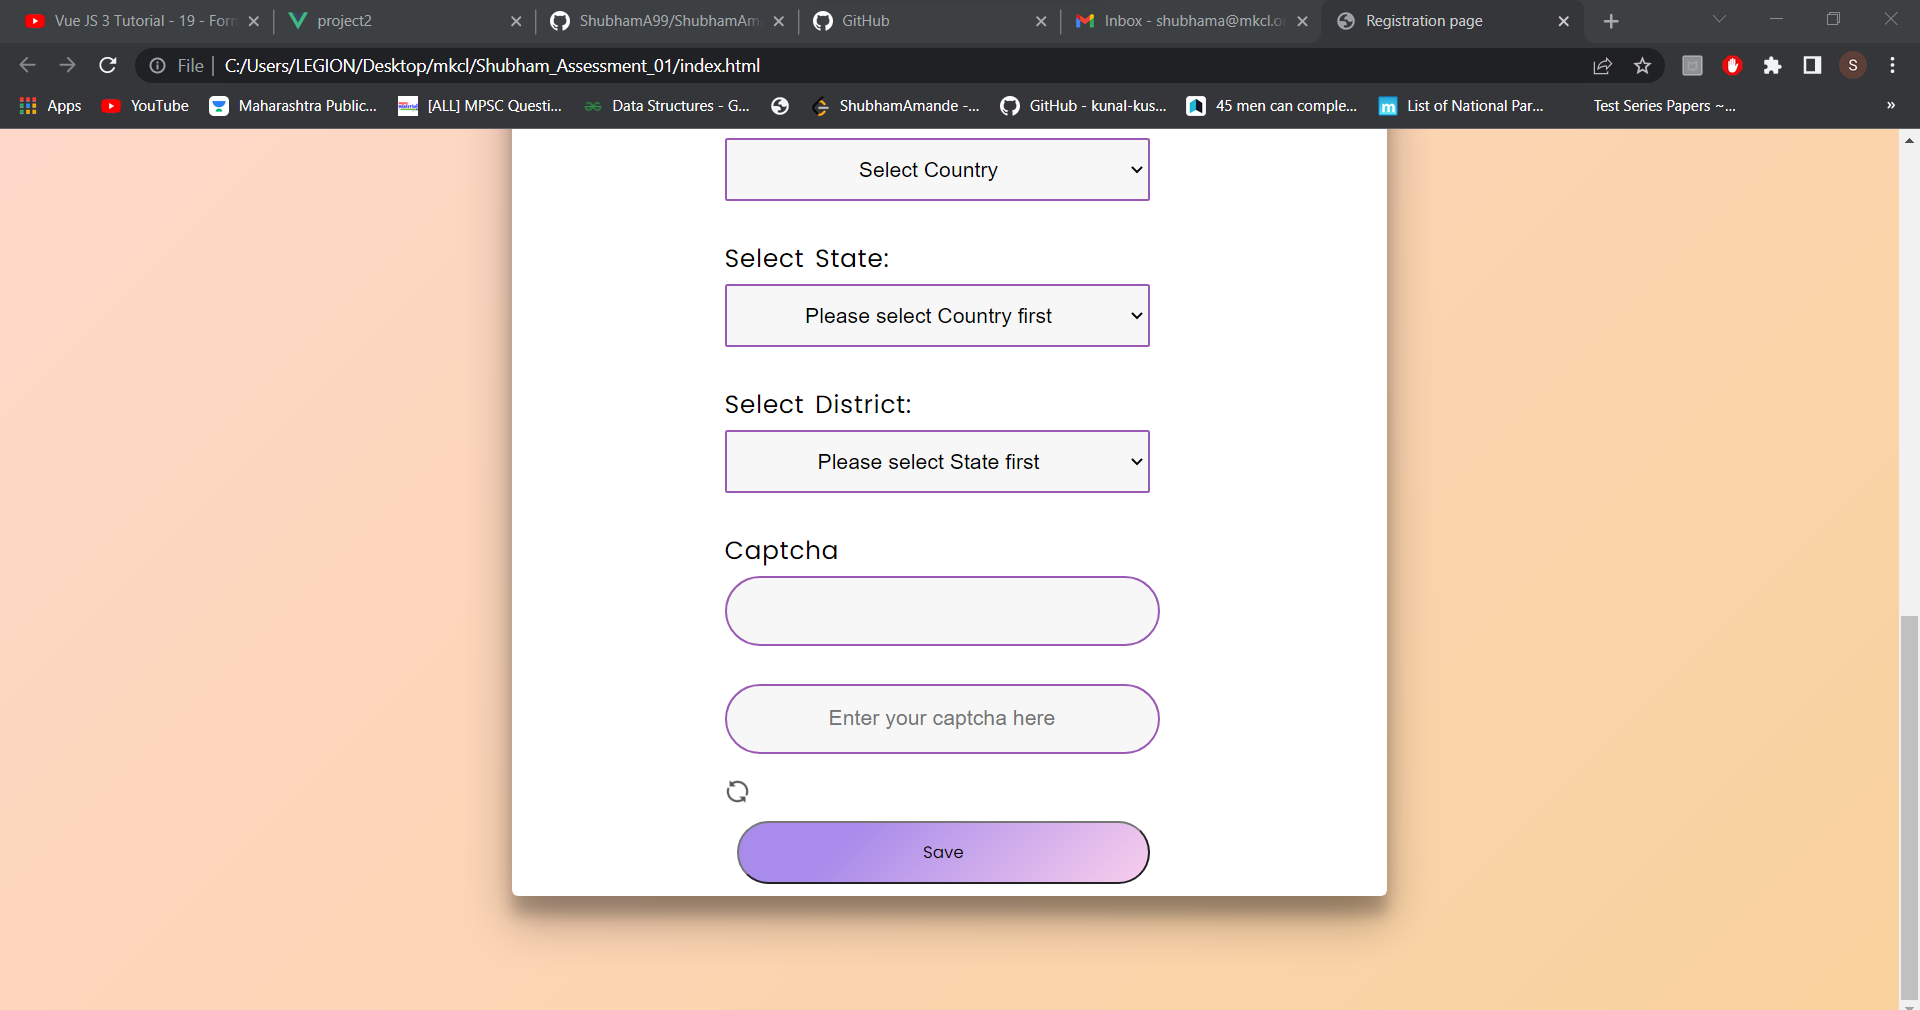 Vue JS 3 Tutorial - 19 - Forn
project2
ShubhamA99/ShubhamAm
GitHub
Inbox - shubhama@mkcl.or
Registration page
File
C:/Users/LEGION/Desktop/mkcl/Shubham_Assessment_01/index.html
S
Apps
YouTube
Maharashtra Public...
[ALL] MPSC Questi...
Data Structures - G...
ShubhamAmande -...
GitHub - kunal-kus...
45 men can comple...
m
List of National Par...
Test Series Papers ~...
»
Select Country
Select State:
Please select Country first
Select District:
Please select State first
Captcha
Enter your captcha here
Save